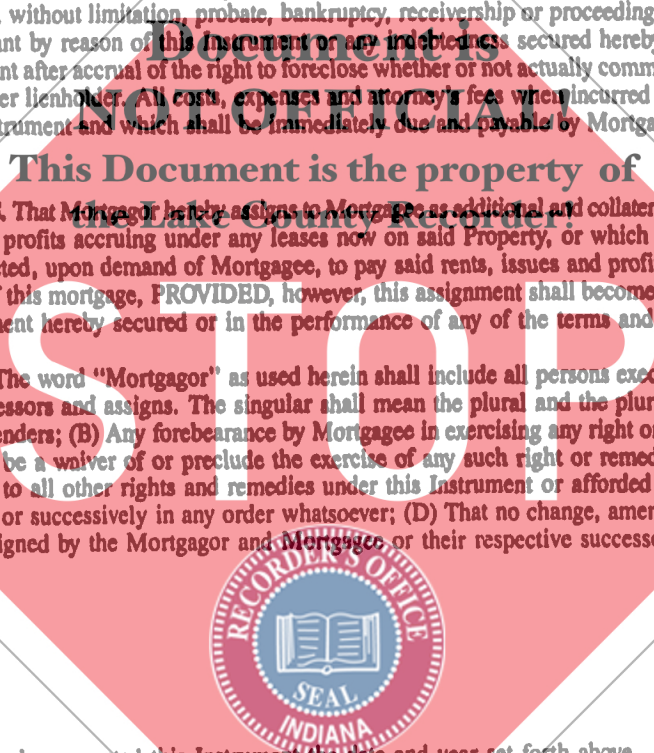 without limitation, probate, bankruptcy, receivership or proceeding
nt by reason of this Instrument or any indebtedness secured hereby
Document is
nt after accrual of the right to foreclose whether or not actually comm
er lienholder. All costs, expenses and attorney's fees when incurred
NOT OFFICIAL!
trument and which shall be immediately due and payable by Mortga
This Document is the property of
That Mortgagor hereby assigns to Mortgagee as additional and collater
the Lake County Recorder!
profits accruing under any leases now on said Property, or which
ted, upon demand of Mortgagee, to pay said rents, issues and profi
this mortgage, PROVIDED, however, this assignment shall become
ent hereby secured or in the performance of any of the terms and
STOP
The word "Mortgagor" as used herein shall include all persons exec
essors and assigns. The singular shall mean the plural and the plur
enders; (B) Any forebearance by Mortgagee in exercising any right or
be a waiver of or preclude the exercise of any such right or remed
to all other rights and remedies under this Instrument or afforded
or successively in any order whatsoever; (D) That no change, amen
igned by the Mortgagor and Mortgagee or their respective successo
RECORDER'S OFFICE
SEAL
INDIANA
this Instrument the date and year set forth above